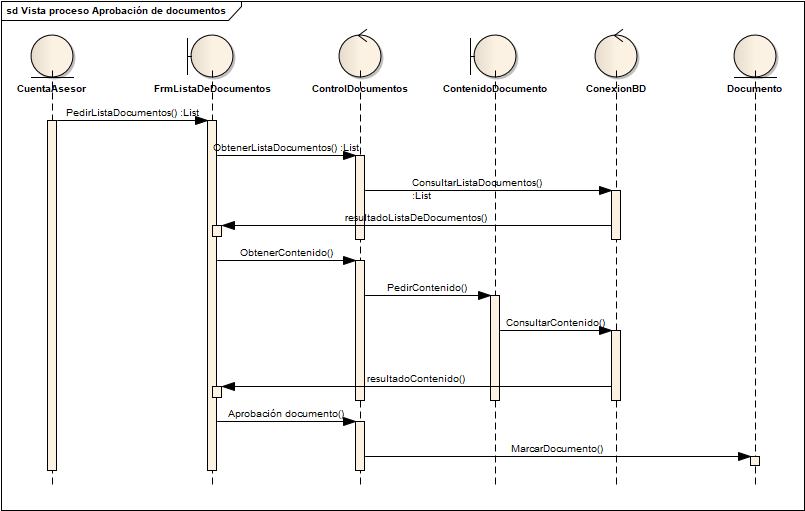 sd Vista proceso Aprobación de documentos
CuentaAsesor
FrmListaDeDocumentos
ControlDocumentos
ContenidoDocumento
ConexionBD
Documento
PedirListaDocumentos() :List
ObtenerListaDocumentos() :List
ConsultarListaDocumentos()
:List
resultadoListaDeDocumentos()
ObtenerContenido()
PedirContenido()
ConsultarContenido()
resultadoContenido()
Aprobación documento()
MarcarDocumento()